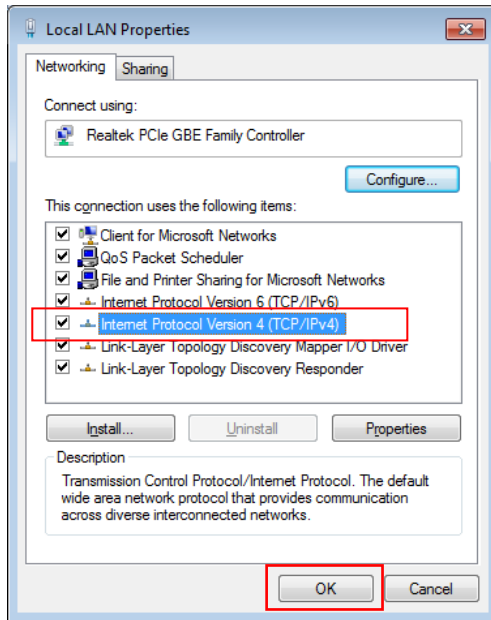 Local LAN Properties
Networking
Sharing
Connect using:
Realtek PCIe GBE Family Controller
Configure...
This connection uses the following items:
Client for Microsoft Networks
QoS Packet Scheduler
File and Printer Sharing for Microsoft Networks
Internet Protocol Version 6 (TCP/IPv6)
Internet Protocol Version 4 (TCP/IPv4)
Link-Layer Topology Discovery Mapper I/O Driver
Link-Layer Topology Discovery Responder
Install...
Uninstall
Properties
Description
Transmission Control Protocol/Internet Protocol. The default
wide area network protocol that provides communication
across diverse interconnected networks.
OK
Cancel